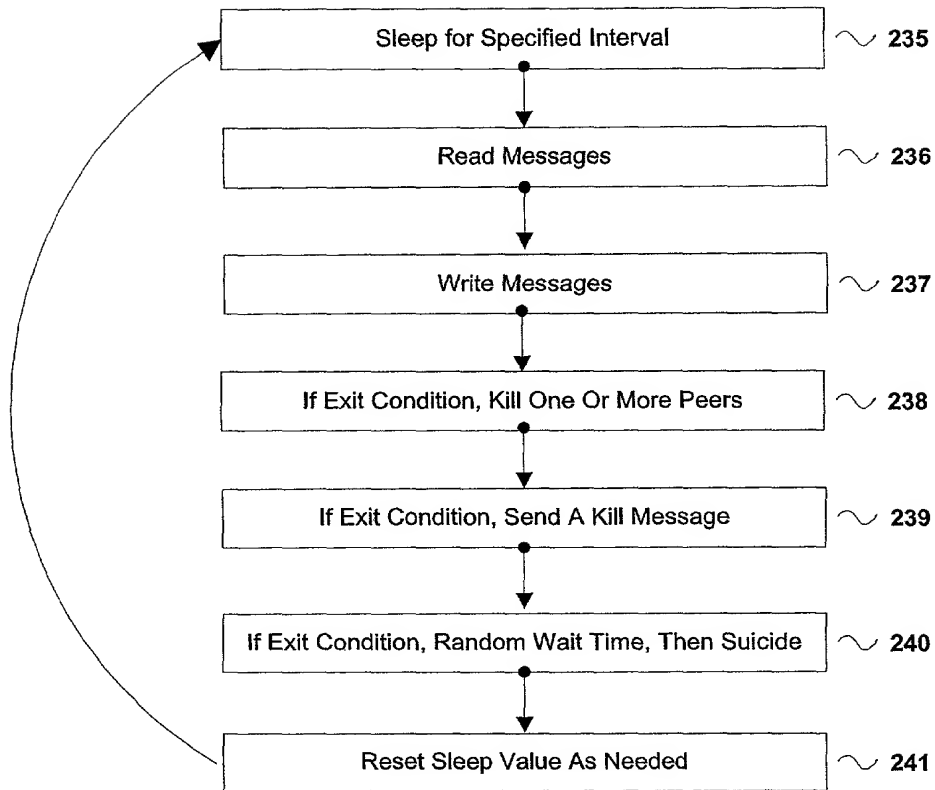 Sleep for Specified Interval 235
Read Messages 236
Write Messages 237
If Exit Condition, Kill One Or More Peers 238
If Exit Condition, Send A Kill Message 239
If Exit Condition, Random Wait Time, Then Suicide 240
Reset Sleep Value As Needed 241